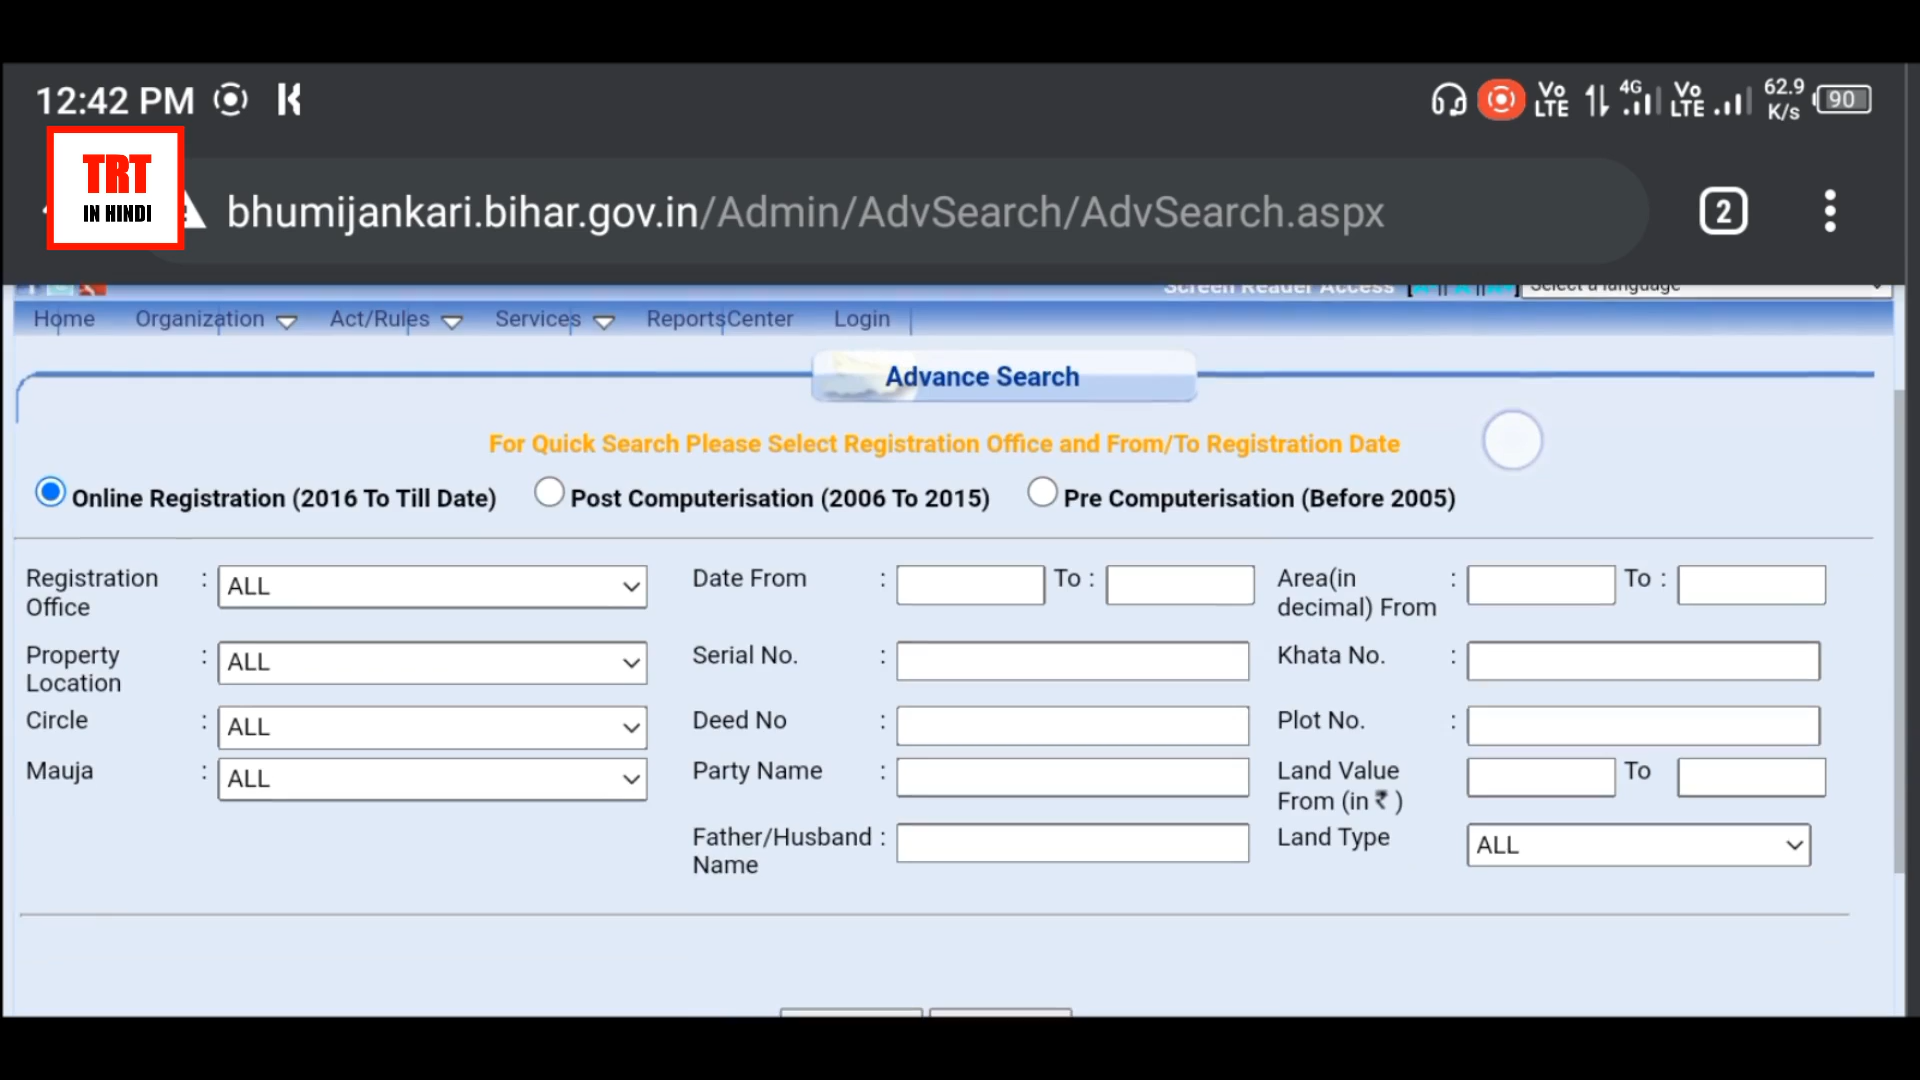 12:42 PM
Vo LTE 4G Vo LTE 62.9 K/s 90
TRT
IN HINDI
bhumijankari.bihar.gov.in/Admin/AdvSearch/AdvSearch.aspx
2
Screen Reader Access Select a language
Home Organization Act/Rules Services ReportsCenter Login
Advance Search
For Quick Search Please Select Registration Office and From/To Registration Date
Online Registration (2016 To Till Date) Post Computerisation (2006 To 2015) Pre Computerisation (Before 2005)
Registration Office : ALL Date From : To : Area(in decimal) From : To :
Property Location : ALL Serial No. : Khata No. :
Circle : ALL Deed No : Plot No. :
Mauja : ALL Party Name : Land Value From (in ₹ ) To
Father/Husband Name : Land Type ALL